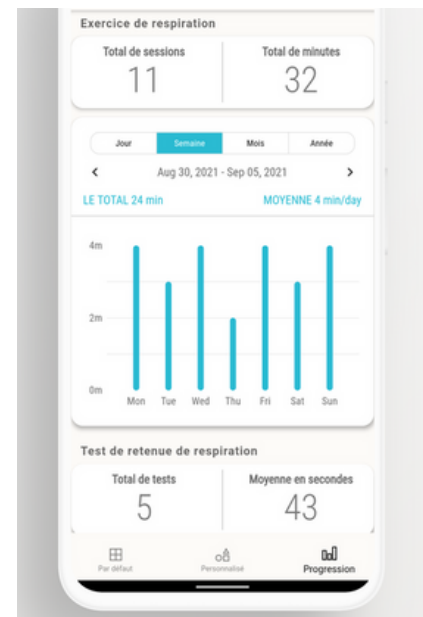 Exercice de respiration
Total de sessions
Total de minutes
11
32
Jour
Semaine
Mois
Année
< Aug 30, 2021 - Sep 05, 2021 >
LE TOTAL 24 min
MOYENNE 4 min/day
4m
2m
0m
Mon Tue Wed Thu Fri Sat Sun
Test de retenue de respiration
Total de tests
Moyenne en secondes
5
43
Par défaut
Personnalisé
Progression